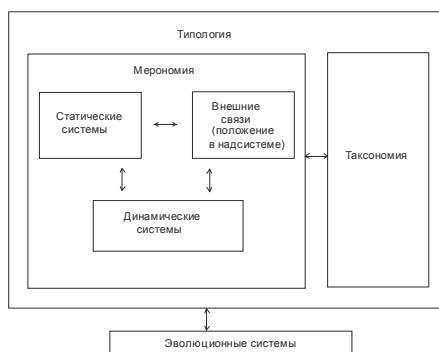 Типология
Мерономия
Статические
системы
Внешние
связи
(положение
в надсистеме)
Динамические
системы
Таксономия
Эволюционные системы